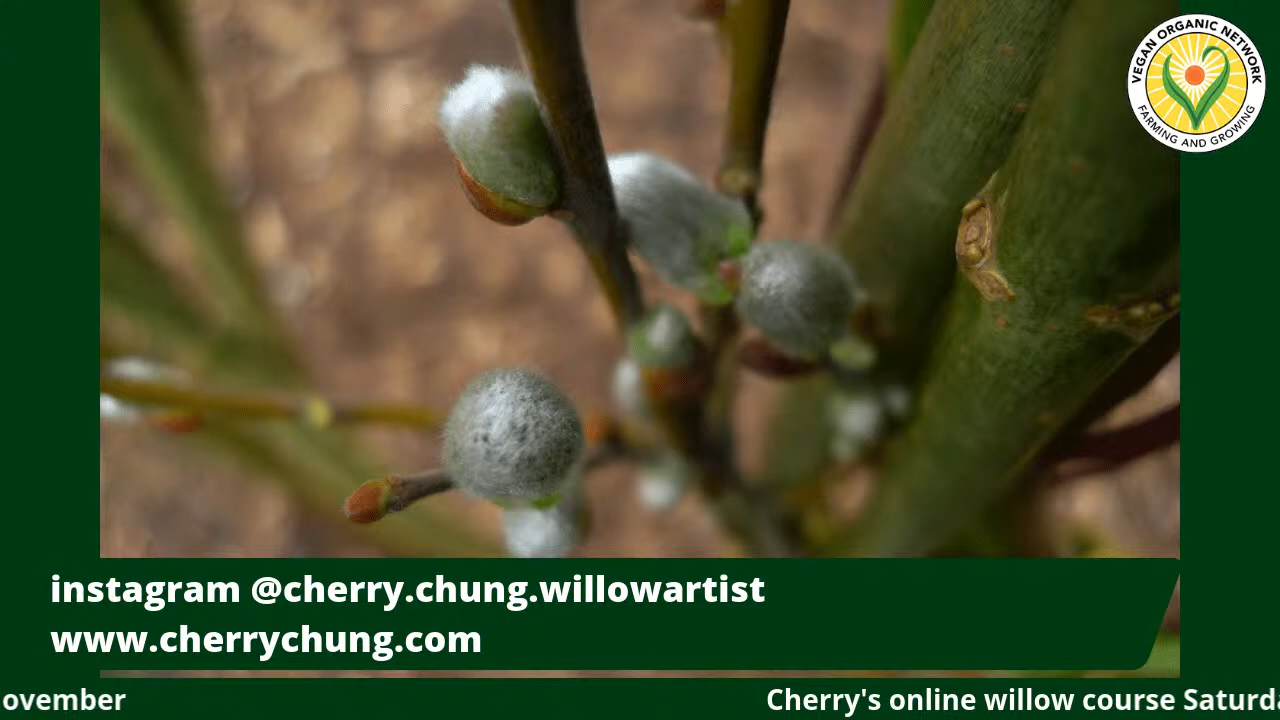 VEGAN ORGANIC NETWORK
FARMING AND GROWING
instagram @cherry.chung.willowartist
www.cherrychung.com
ovember
Cherry's online willow course Saturda